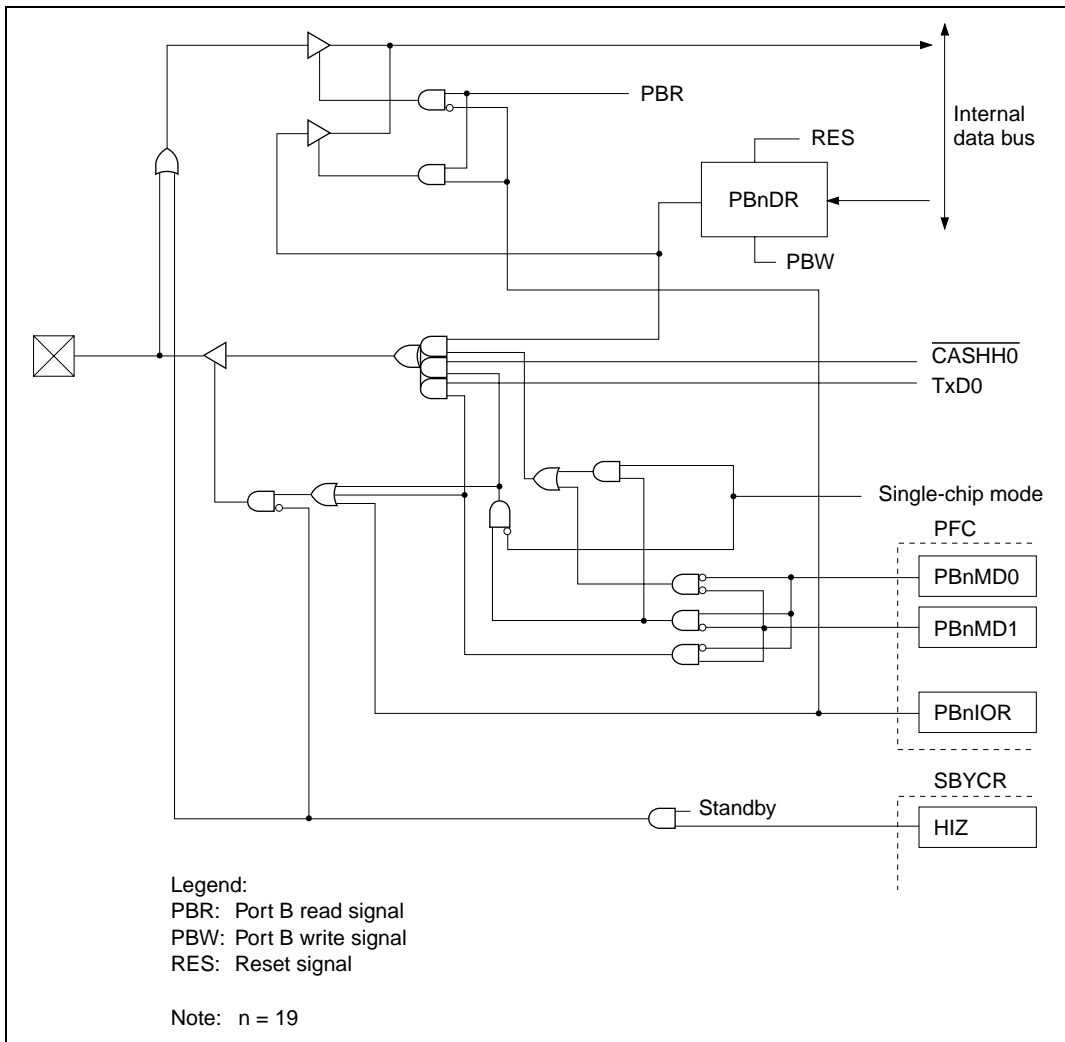 PBR
Internal
data bus
RES
PBnDR
PBW
CASHH0
TxD0
Single-chip mode
PFC
PBnMD0
PBnMD1
PBnIOR
SBYCR
Standby
HIZ
Legend:
PBR: Port B read signal
PBW: Port B write signal
RES: Reset signal
Note: n = 19